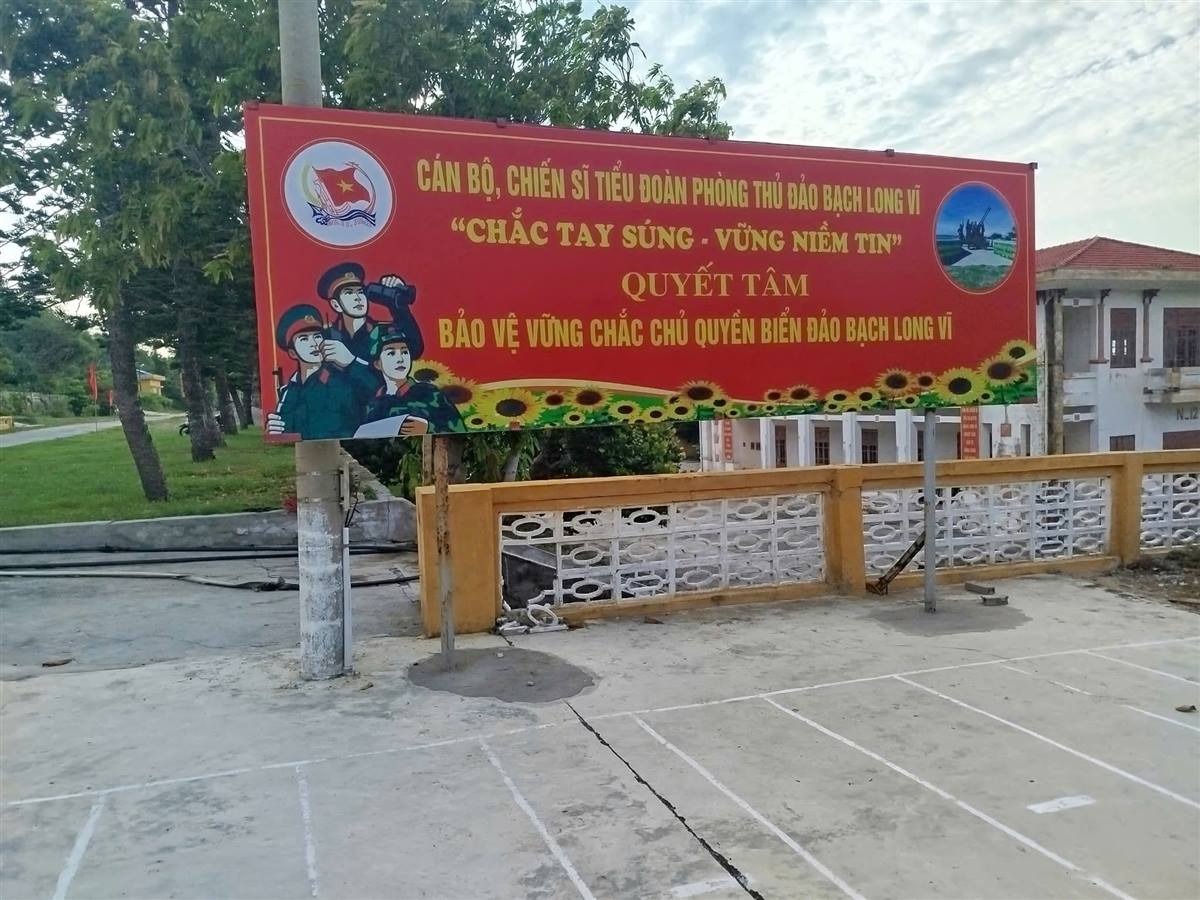 CÁN BỘ, CHIẾN SĨ TIỂU ĐOÀN PHÒNG THỦ ĐẢO BẠCH LONG VĨ
“CHẮC TAY SÚNG - VỮNG NIỀM TIN”
QUYẾT TÂM
BẢO VỆ VỮNG CHẮC CHỦ QUYỀN BIỂN ĐẢO BẠCH LONG VĨ